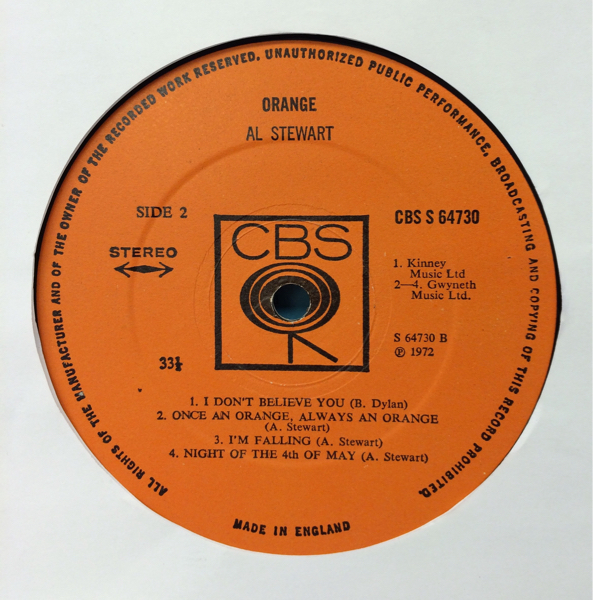 ALL RIGHTS OF THE MANUFACTURER AND OF THE OWNER OF THE RECORDED WORK RESERVED. UNAUTHORIZED PUBLIC PERFORMANCE, BROADCASTING AND COPYING OF THIS RECORD PROHIBITED.
ORANGE
AL STEWART
SIDE 2
CBS S 64730
STEREO
CBS
1. Kinney
Music Ltd
2—4. Gwyneth
Music Ltd.
S 64730 B
℗ 1972
33⅓
1. I DON'T BELIEVE YOU (B. Dylan)
2. ONCE AN ORANGE, ALWAYS AN ORANGE
(A. Stewart)
3. I'M FALLING (A. Stewart)
4. NIGHT OF THE 4th OF MAY (A. Stewart)
MADE IN ENGLAND